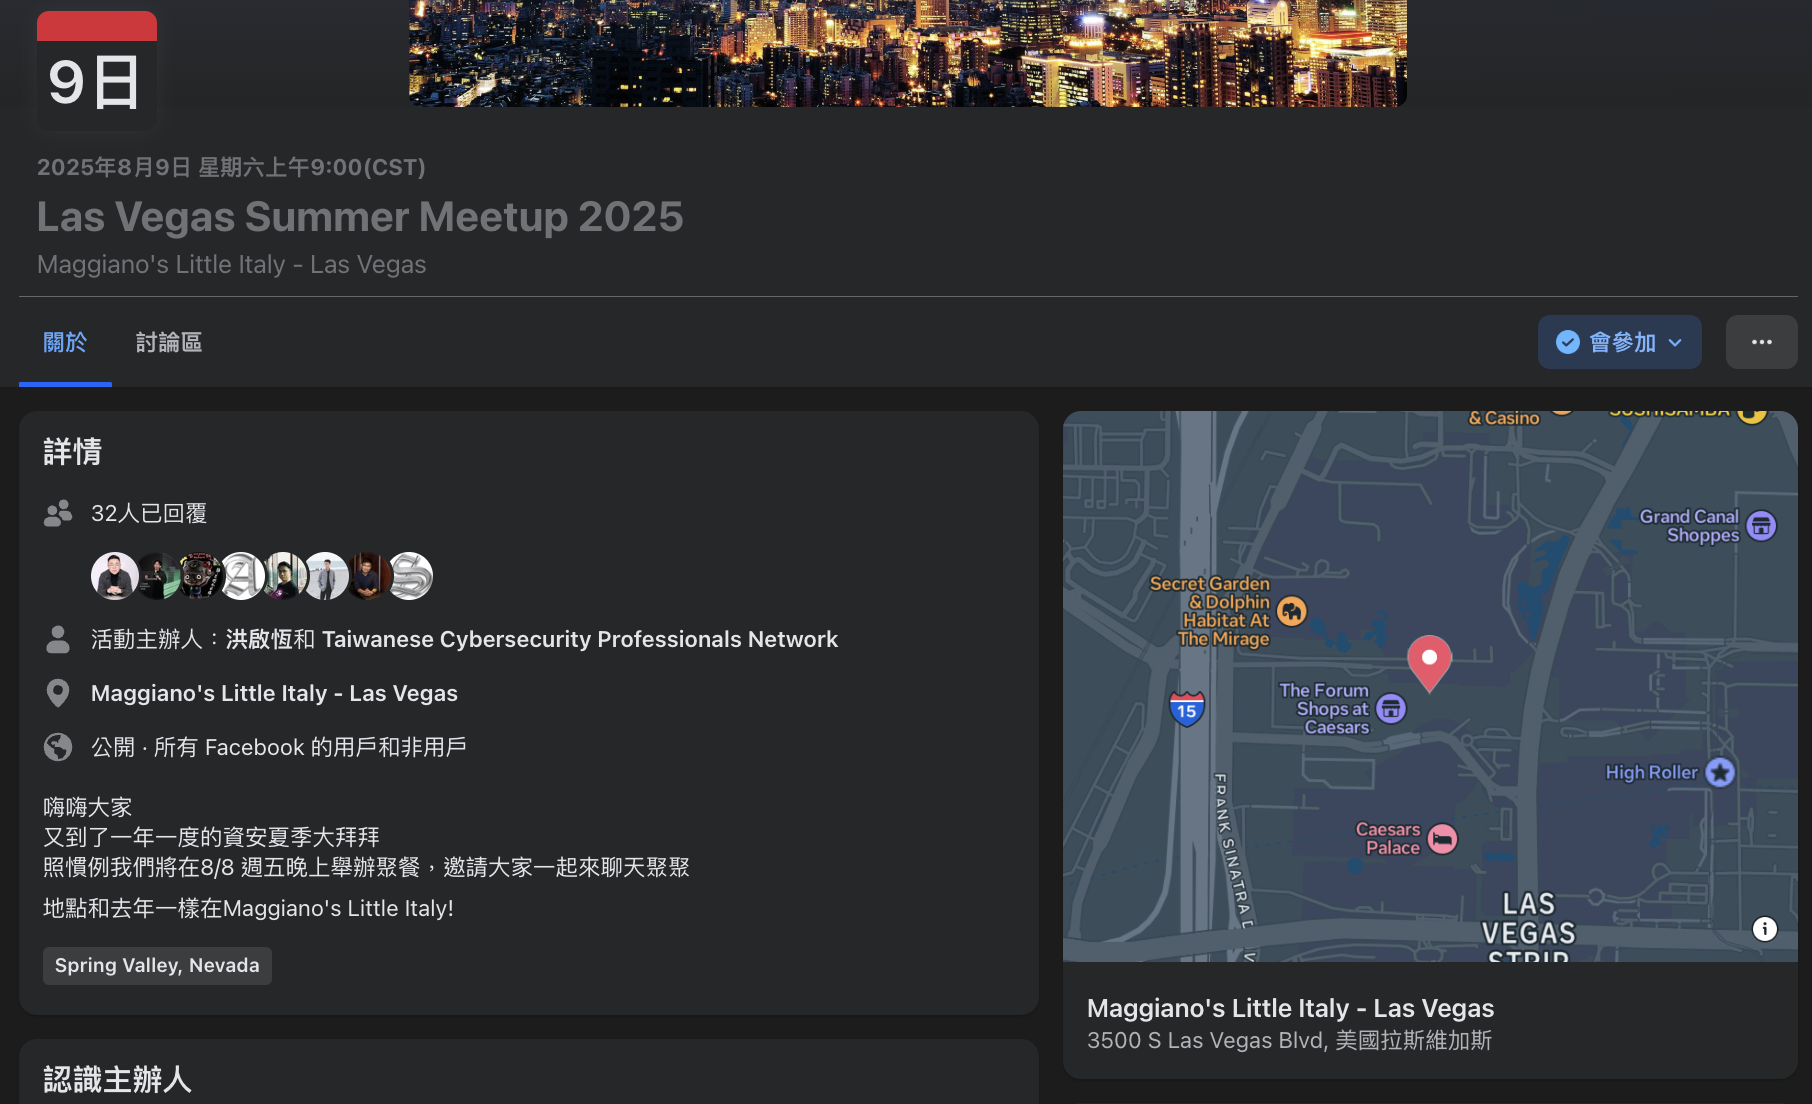 9日
2025年8月9日 星期六上午9:00(CST)
Las Vegas Summer Meetup 2025
Maggiano's Little Italy - Las Vegas
關於
討論區
會參加
詳情
32人已回覆
活動主辦人：洪啟恆和 Taiwanese Cybersecurity Professionals Network
Maggiano's Little Italy - Las Vegas
公開 · 所有 Facebook 的用戶和非用戶
嗨嗨大家
又到了一年一度的資安夏季大拜拜
照慣例我們將在8/8 週五晚上舉辦聚餐，邀請大家一起來聊天聚聚
地點和去年一樣在Maggiano's Little Italy!
Spring Valley, Nevada
認識主辦人
& Casino
SUSHISAMBA
Grand Canal
Shoppes
Secret Garden
& Dolphin
Habitat At
The Mirage
The Forum
Shops at
Caesars
15
High Roller
FRANK SINATRA D
Caesars
Palace
LAS
VEGAS
STRIP
Maggiano's Little Italy - Las Vegas
3500 S Las Vegas Blvd, 美國拉斯維加斯